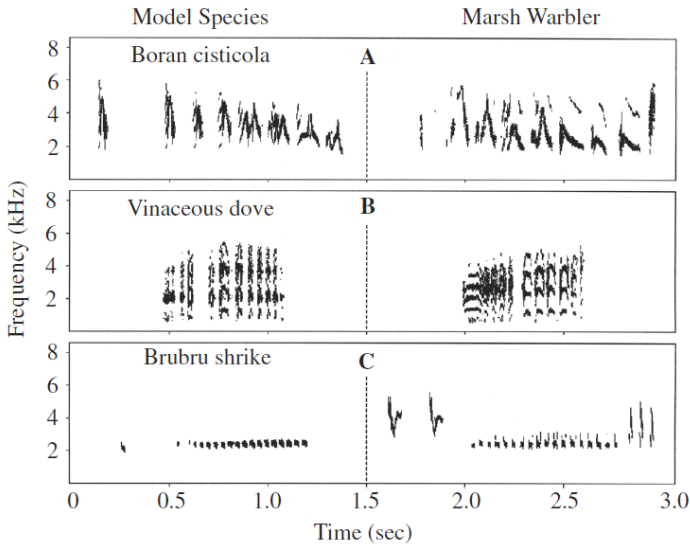 Model Species
Marsh Warbler
Boran cisticola
A
8
6
4
2
Vinaceous dove
B
8
6
4
2
Brubru shrike
C
8
6
4
2
Frequency (kHz)
0 0.5 1.0 1.5 2.0 2.5 3.0
Time (sec)